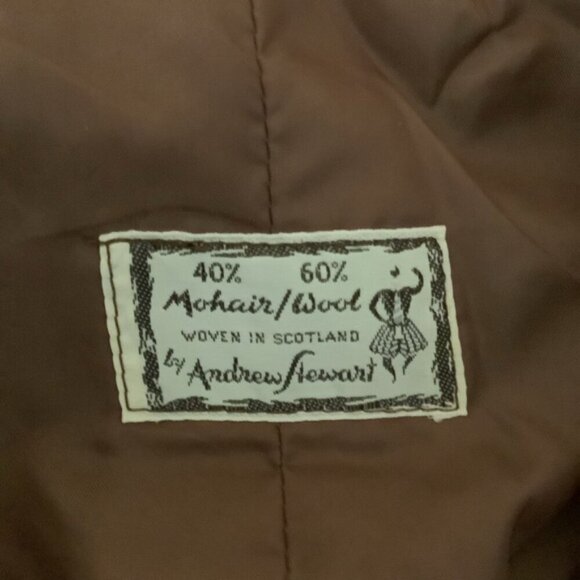 40% 60%
Mohair/Wool
WOVEN IN SCOTLAND
by Andrew Stewart